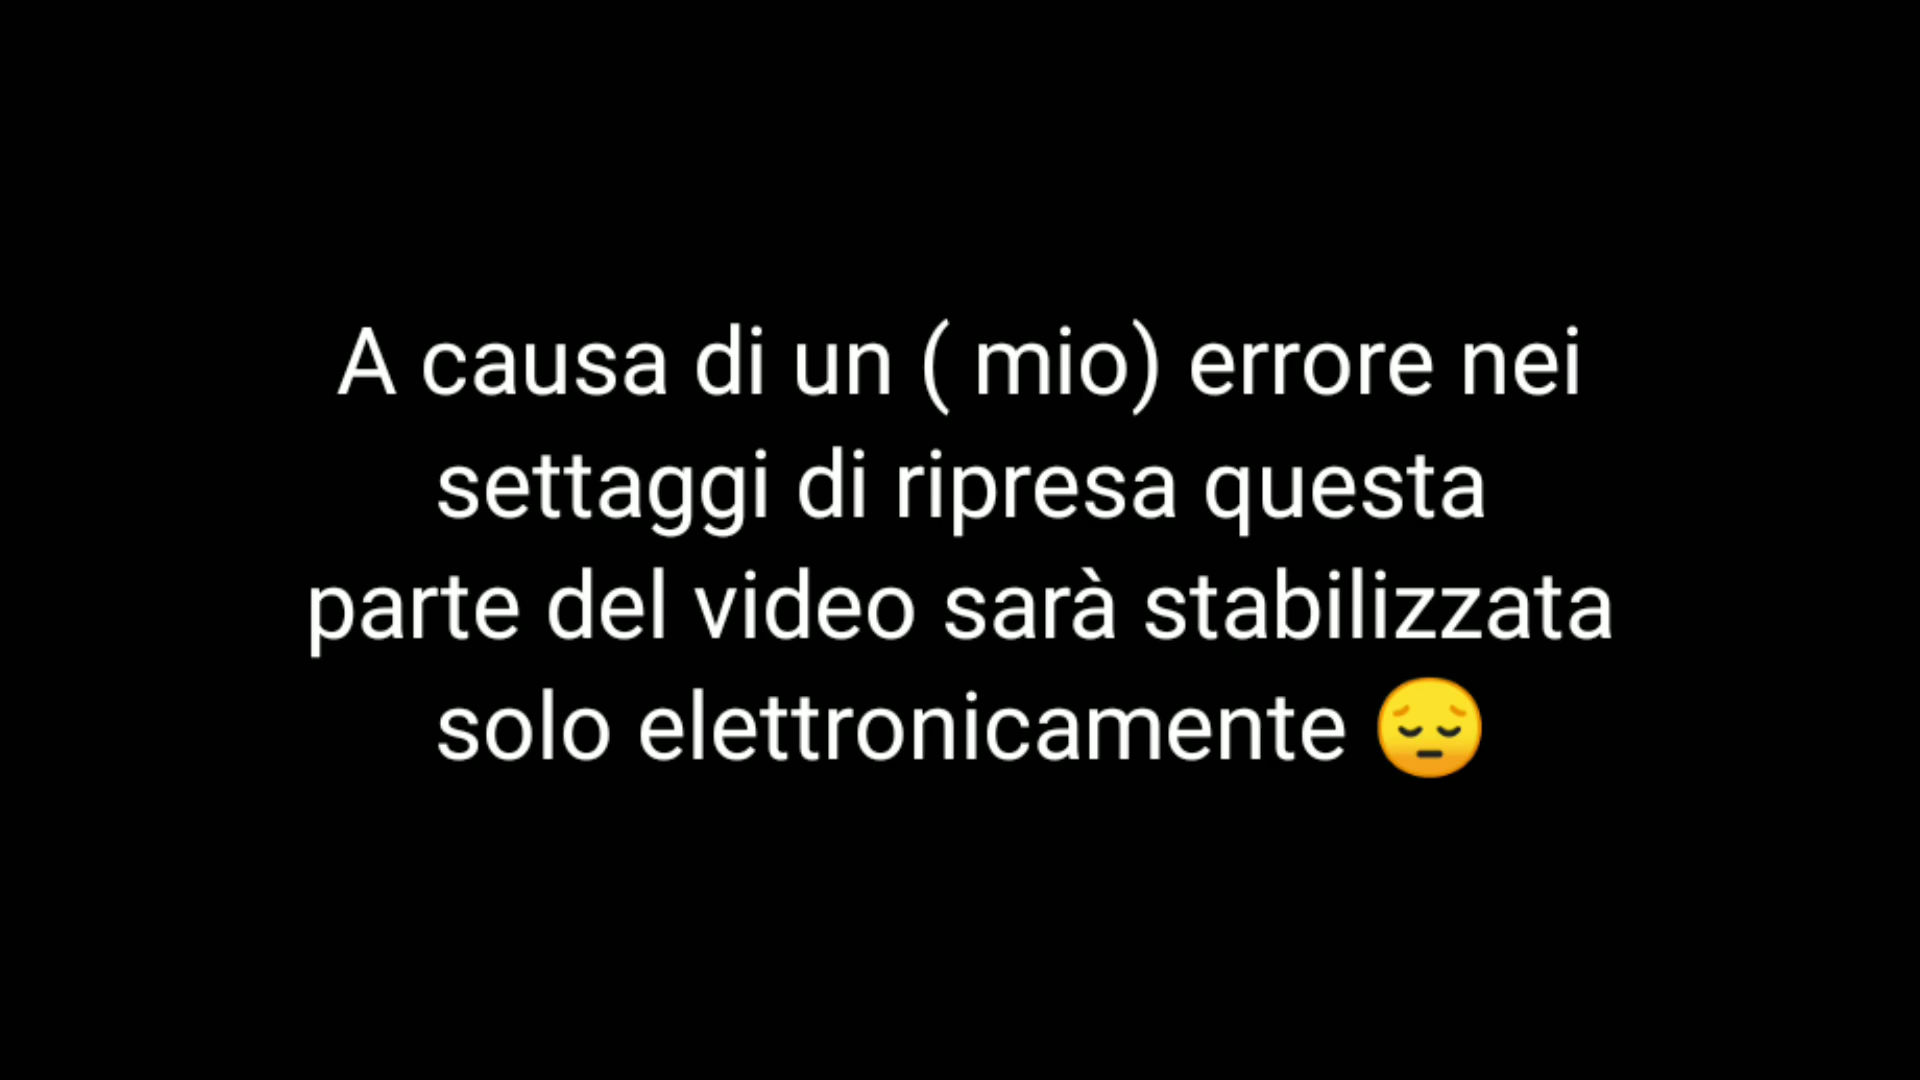 A causa di un ( mio) errore nei
settaggi di ripresa questa
parte del video sarà stabilizzata
solo elettronicamente 😔